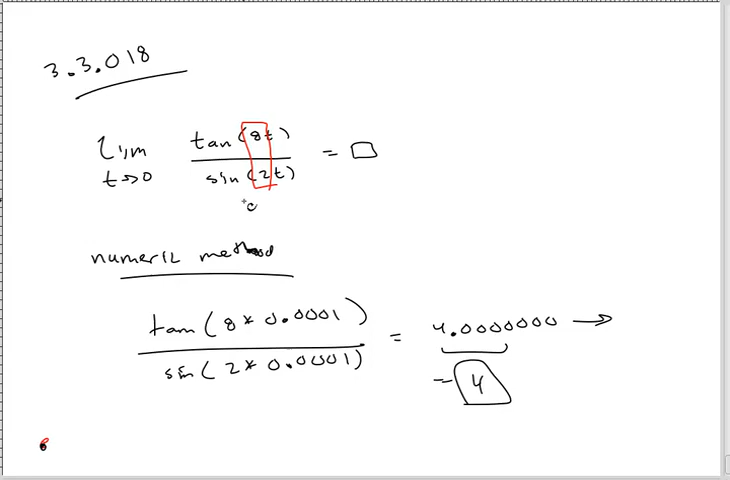 3.3.018
lim t→0 tan(8t) / sin(2t) = □
numeric method
tan(8*0.0001) / sin(2*0.0001) = 4.0000000 →
= 4